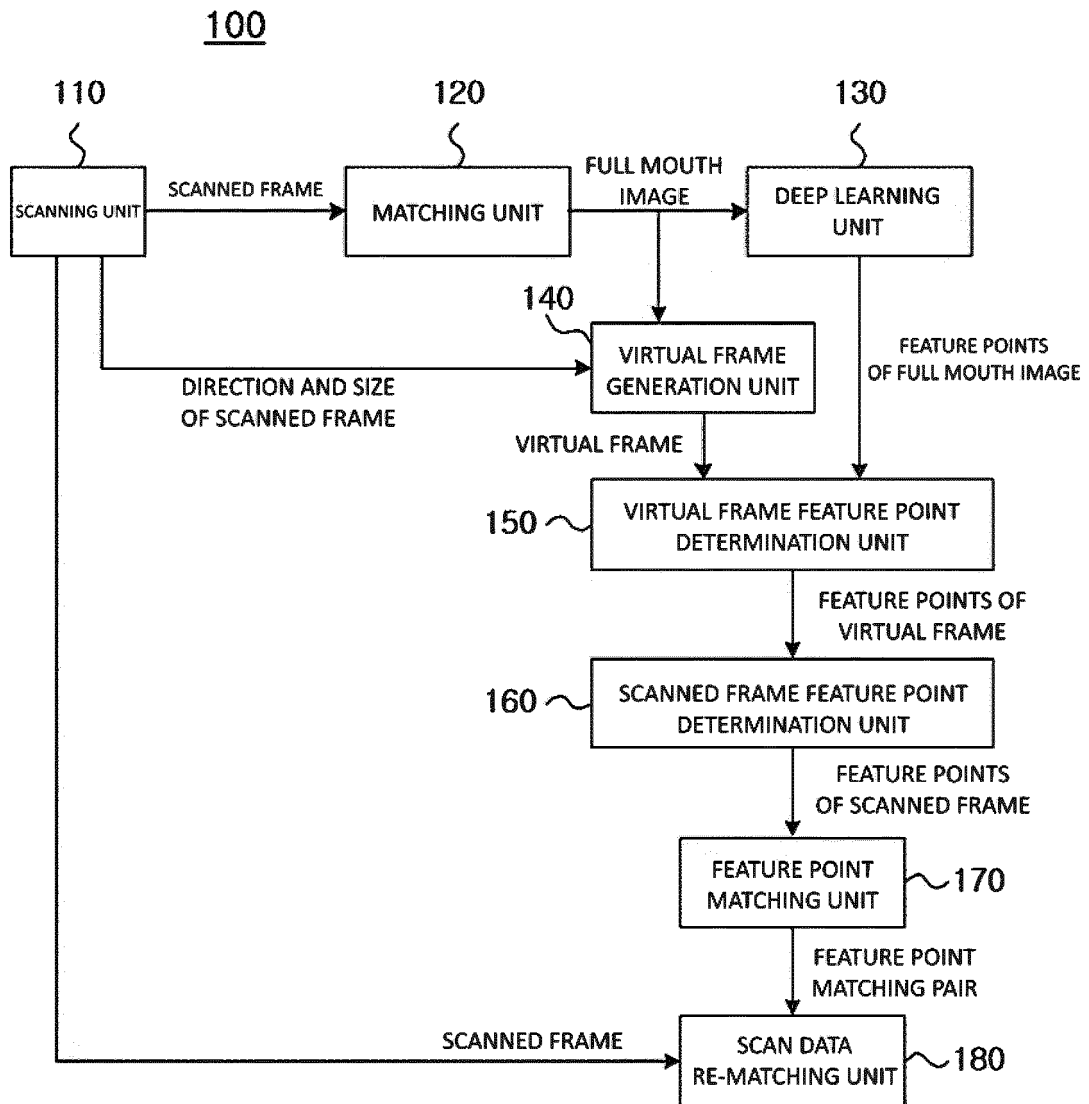 100
110
120
130
SCANNING UNIT
SCANNED FRAME
MATCHING UNIT
FULL MOUTH
IMAGE
DEEP LEARNING
UNIT
140
VIRTUAL FRAME
GENERATION UNIT
DIRECTION AND SIZE
OF SCANNED FRAME
FEATURE POINTS
OF FULL MOUTH IMAGE
VIRTUAL FRAME
150
VIRTUAL FRAME FEATURE POINT
DETERMINATION UNIT
FEATURE POINTS OF
VIRTUAL FRAME
160
SCANNED FRAME FEATURE POINT
DETERMINATION UNIT
FEATURE POINTS
OF SCANNED FRAME
FEATURE POINT
MATCHING UNIT
170
FEATURE POINT
MATCHING PAIR
SCANNED FRAME
SCAN DATA
RE-MATCHING UNIT
180